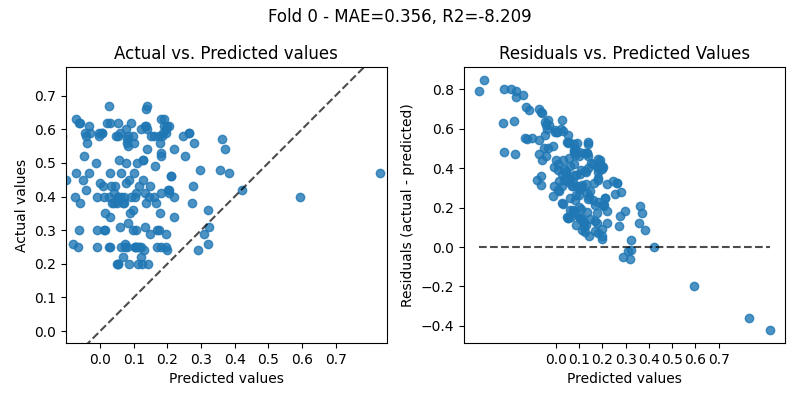 Fold 0 - MAE=0.356, R2=-8.209
Actual vs. Predicted values
Residuals vs. Predicted Values
Actual values
0.7
0.6
0.5
0.4
0.3
0.2
0.1
0.0
0.0 0.1 0.2 0.3 0.4 0.5 0.6 0.7
Predicted values
Residuals (actual - predicted)
0.8
0.6
0.4
0.2
0.0
−0.2
−0.4
0.0 0.1 0.2 0.3 0.4 0.5 0.6 0.7
Predicted values